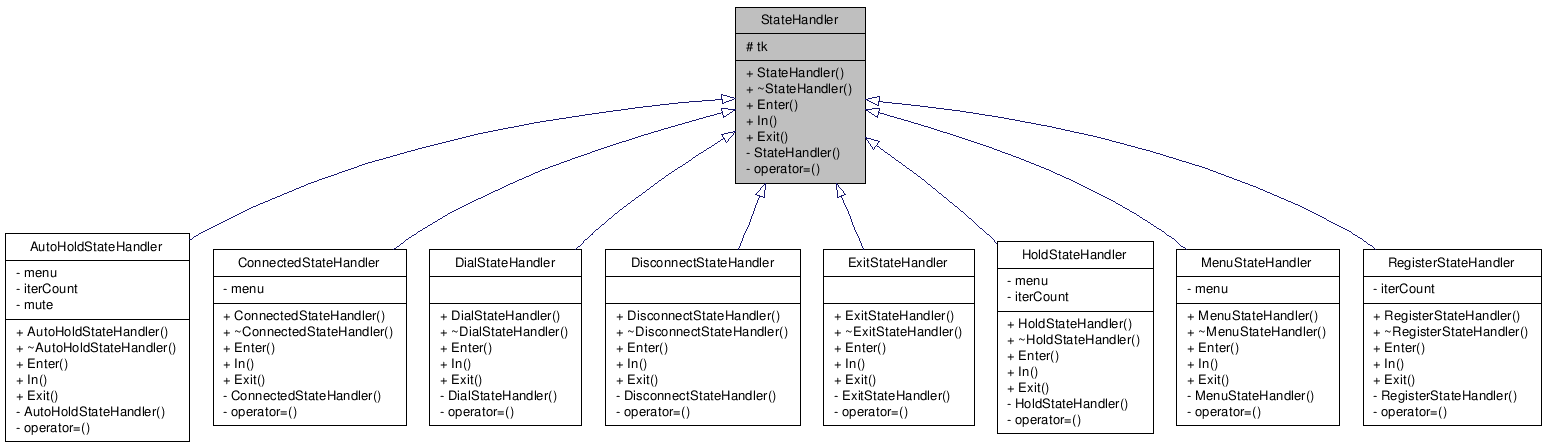 StateHandler
# tk
+ StateHandler()
+ ~StateHandler()
+ Enter()
+ In()
+ Exit()
- StateHandler()
- operator=()
AutoHoldStateHandler
- menu
- iterCount
- mute
+ AutoHoldStateHandler()
+ ~AutoHoldStateHandler()
+ Enter()
+ In()
+ Exit()
- AutoHoldStateHandler()
- operator=()
ConnectedStateHandler
- menu
+ ConnectedStateHandler()
+ ~ConnectedStateHandler()
+ Enter()
+ In()
+ Exit()
- ConnectedStateHandler()
- operator=()
DialStateHandler
+ DialStateHandler()
+ ~DialStateHandler()
+ Enter()
+ In()
+ Exit()
- DialStateHandler()
- operator=()
DisconnectStateHandler
+ DisconnectStateHandler()
+ ~DisconnectStateHandler()
+ Enter()
+ In()
+ Exit()
- DisconnectStateHandler()
- operator=()
ExitStateHandler
+ ExitStateHandler()
+ ~ExitStateHandler()
+ Enter()
+ In()
+ Exit()
- ExitStateHandler()
- operator=()
HoldStateHandler
- menu
- iterCount
+ HoldStateHandler()
+ ~HoldStateHandler()
+ Enter()
+ In()
+ Exit()
- HoldStateHandler()
- operator=()
MenuStateHandler
- menu
+ MenuStateHandler()
+ ~MenuStateHandler()
+ Enter()
+ In()
+ Exit()
- MenuStateHandler()
- operator=()
RegisterStateHandler
- iterCount
+ RegisterStateHandler()
+ ~RegisterStateHandler()
+ Enter()
+ In()
+ Exit()
- RegisterStateHandler()
- operator=()